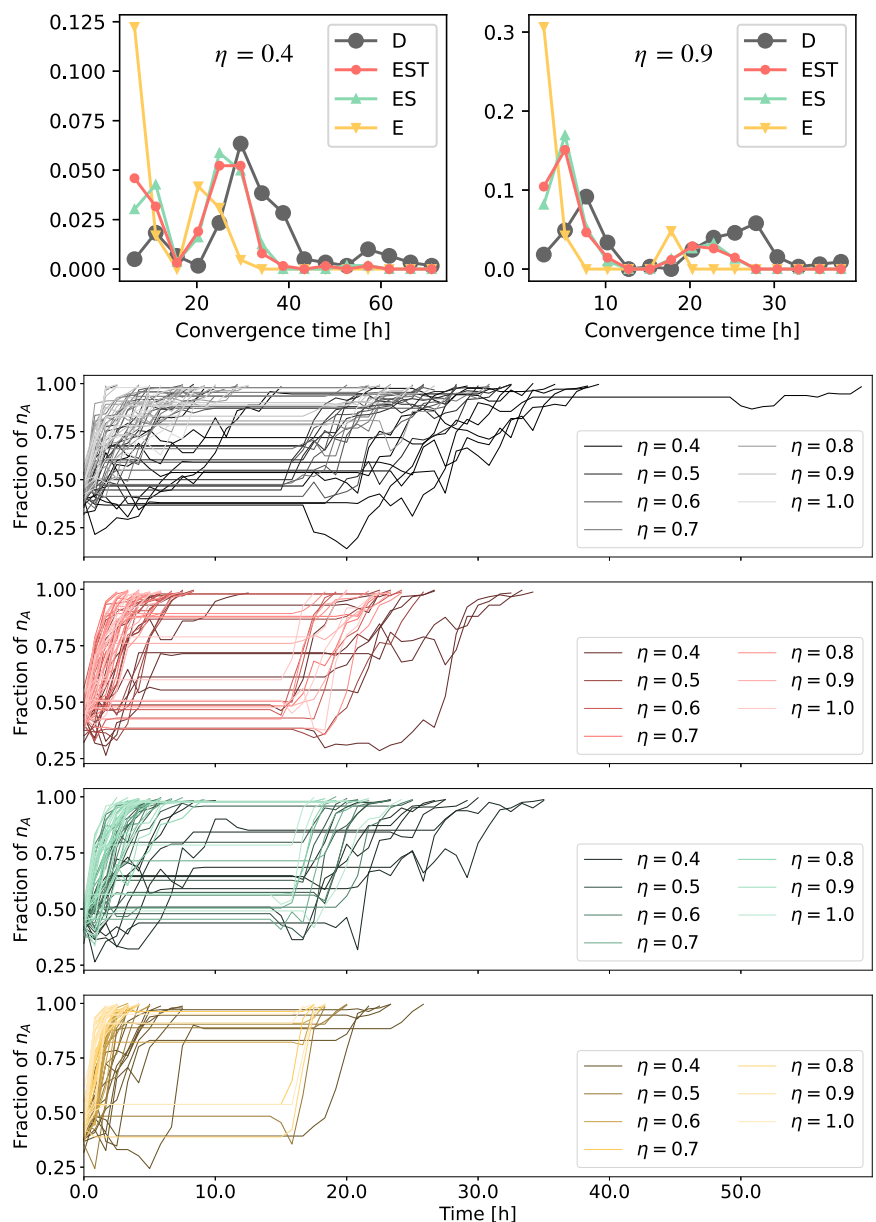 0.125
0.100
0.075
0.050
0.025
0.000
η = 0.4
D
EST
ES
E
20 40 60
Convergence time [h]
0.3
0.2
0.1
0.0
η = 0.9
D
EST
ES
E
10 20 30
Convergence time [h]
1.00
0.75
0.50
0.25
Fraction of n_A
η = 0.4 η = 0.8
η = 0.5 η = 0.9
η = 0.6 η = 1.0
η = 0.7
1.00
0.75
0.50
0.25
Fraction of n_A
η = 0.4 η = 0.8
η = 0.5 η = 0.9
η = 0.6 η = 1.0
η = 0.7
1.00
0.75
0.50
0.25
Fraction of n_A
η = 0.4 η = 0.8
η = 0.5 η = 0.9
η = 0.6 η = 1.0
η = 0.7
1.00
0.75
0.50
0.25
Fraction of n_A
η = 0.4 η = 0.8
η = 0.5 η = 0.9
η = 0.6 η = 1.0
η = 0.7
0.0 10.0 20.0 30.0 40.0 50.0
Time [h]